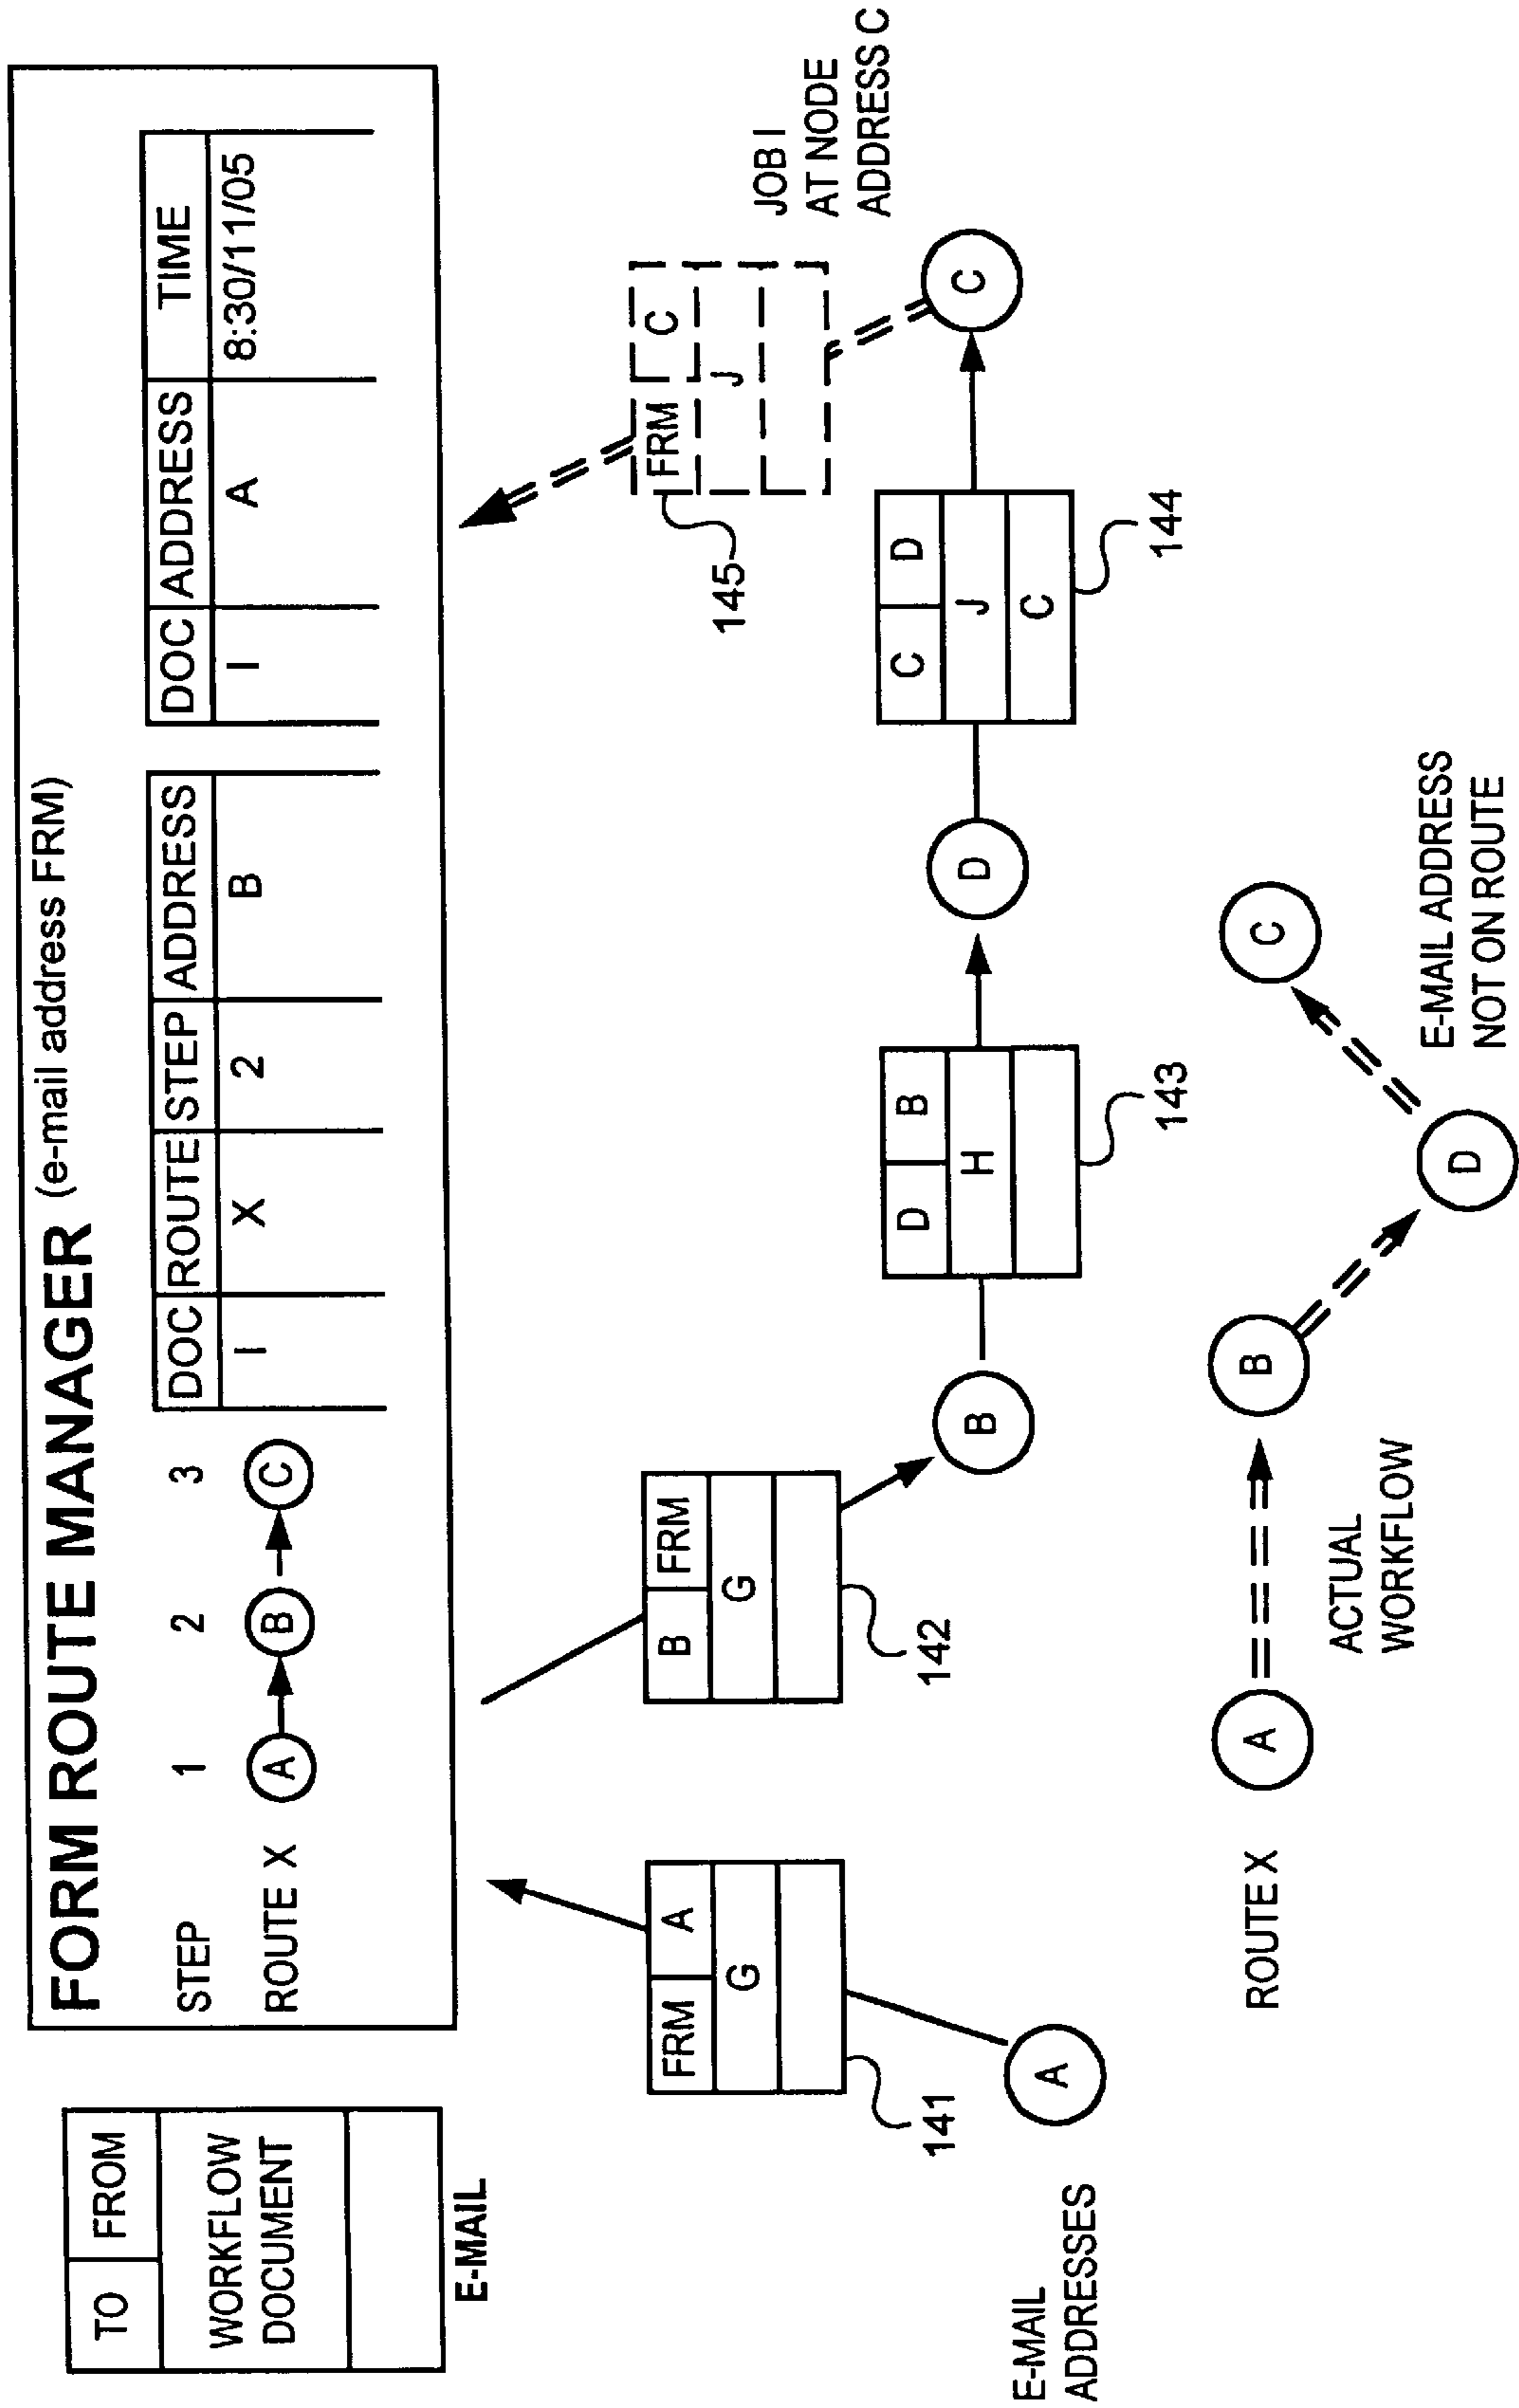 FORM ROUTE MANAGER (e-mail address FRM)
STEP 1 2 3
ROUTE X A B C
DOC ROUTE STEP ADDRESS
I X 2 B
DOC ADDRESS TIME
I A 8:30/11/05
TO FROM
WORKFLOW
DOCUMENT
E-MAIL
FRM A
G
141
B FRM
G
142
FRM C
J
145
JOB I
AT NODE
ADDRESS C
E-MAIL
ADDRESSES
A
B
D B
H
143
D
C D
J
C
144
C
ROUTE X
A
B
D
C
ACTUAL
WORKFLOW
E-MAIL ADDRESS
NOT ON ROUTE